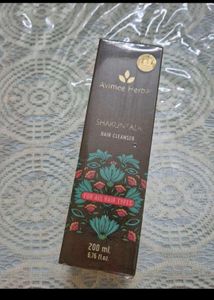 Avimee Herbal
SHAKUNTALA
HAIR CLEANSER
FOR ALL HAIR TYPES
200 ml
6.76 fl.oz.